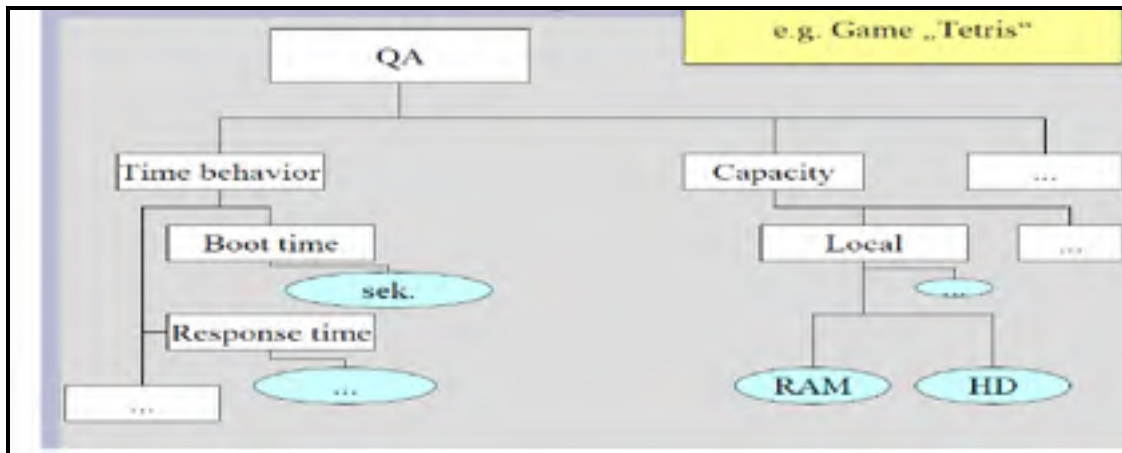 e.g. Game „Tetris“
QA
Time behavior
Capacity
...
Boot time
Local
...
sek.
...
Response time
...
RAM
HD
...